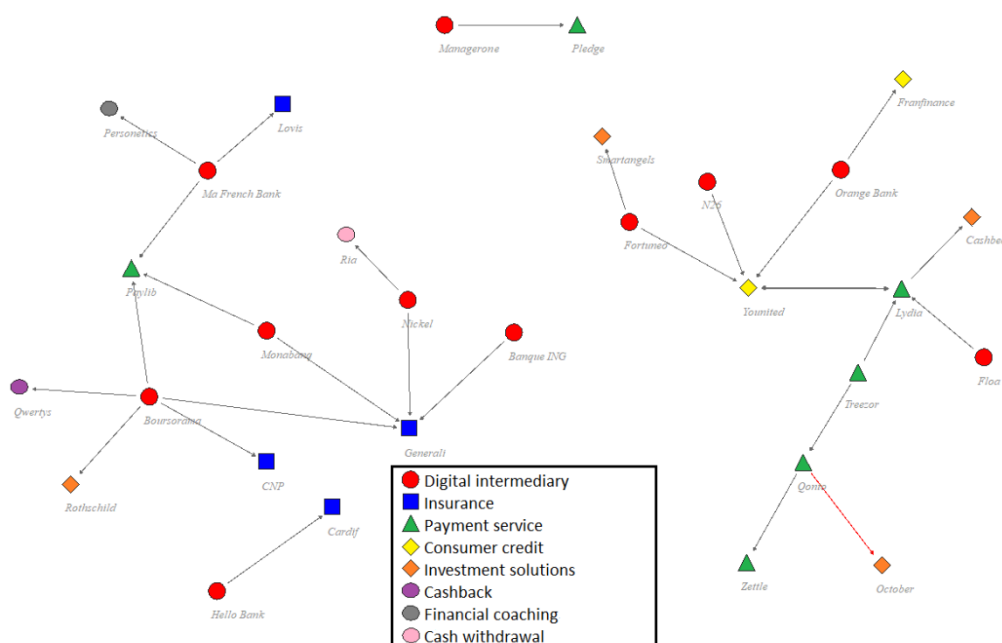 Managerone
Pledge
Personetics
Lovis
Franfinance
Smartangels
Ma French Bank
N26
Orange Bank
Fortuneo
Cashbee
Ria
Paylib
Younited
Lydia
Nickel
Monabanq
Banque ING
Floa
Treezor
Qwertys
Boursorama
Generali
CNP
Qonto
Rothschild
Cardif
Zettle
October
Hello Bank
Digital intermediary
Insurance
Payment service
Consumer credit
Investment solutions
Cashback
Financial coaching
Cash withdrawal